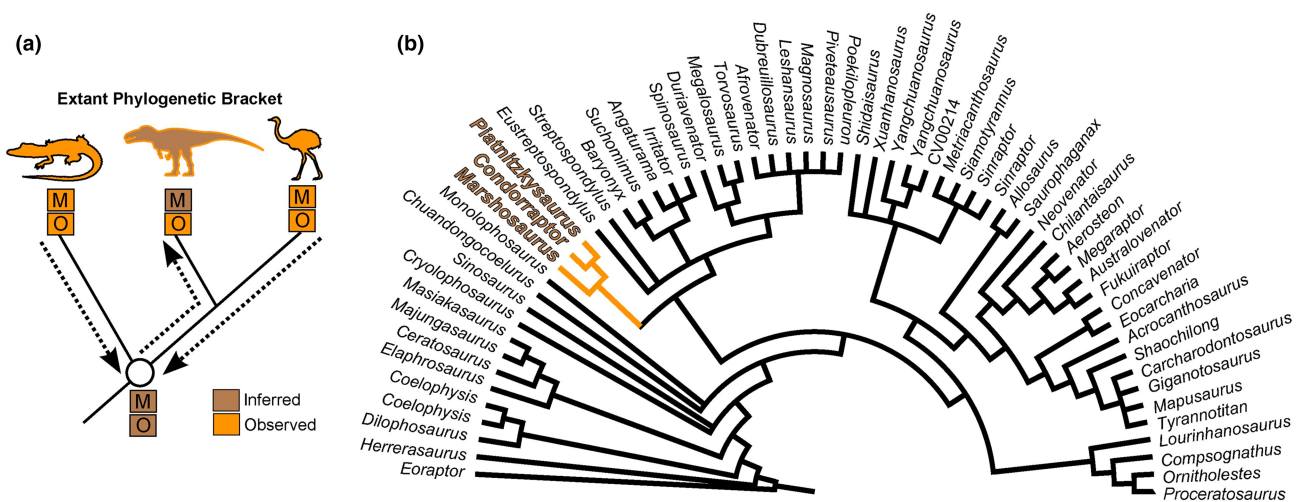 (a)
Extant Phylogenetic Bracket
M
O
M
O
M
O
M
O
Inferred
Observed
(b)
Eoraptor
Herrerasaurus
Dilophosaurus
Coelophysis
Coelophysis
Elaphrosaurus
Ceratosaurus
Majungasaurus
Masiakasaurus
Cryolophosaurus
Sinosaurus
Chuandongocoelurus
Monolophosaurus
Marshosaurus
Condorraptor
Platnitzkysaurus
Eustreptospondylus
Streptospondylus
Baryonyx
Suchomimus
Angaturama
Irritator
Spinosaurus
Duriavenator
Megalosaurus
Torvosaurus
Afrovenator
Dubreuillosaurus
Leshansaurus
Magnosaurus
Piveteausaurus
Poekilopleuron
Shidaisaurus
Xuanhanosaurus
Yangchuanosaurus
Yangchuanosaurus
CV00214
Metriacanthosaurus
Siamotyrannus
Sinraptor
Sinraptor
Allosaurus
Saurophaganax
Neovenator
Chilantaisaurus
Aerosteon
Megaraptor
Australovenator
Fukuiraptor
Concavenator
Eocarcharia
Acrocanthosaurus
Shaochilong
Carcharodontosaurus
Giganotosaurus
Mapusaurus
Tyrannotitan
Lourinhanosaurus
Compsognathus
Ornitholestes
Proceratosaurus